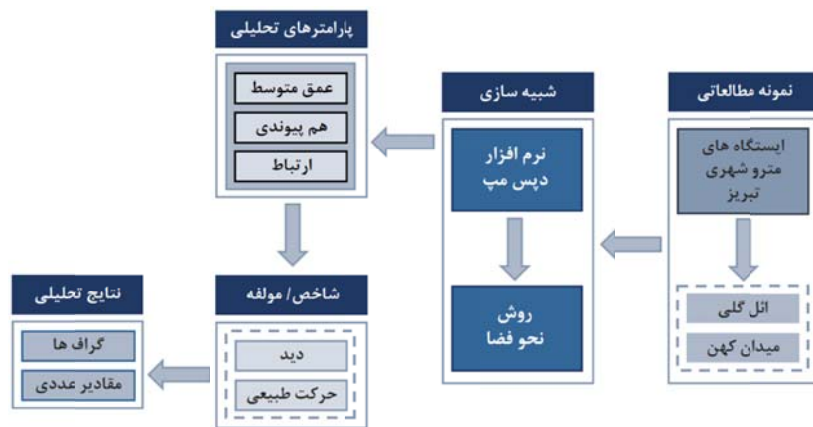 نمونه مطالعاتی
ایستگاه های
مترو شهری
تبریز
ائل گلی
میدان کهن
شبیه سازی
نرم افزار
دپس مپ
روش
نحو فضا
پارامترهای تحلیلی
عمق متوسط
هم پیوندی
ارتباط
شاخص/ مولفه
دید
حرکت طبیعی
نتایج تحلیلی
گراف ها
مقادیر عددی